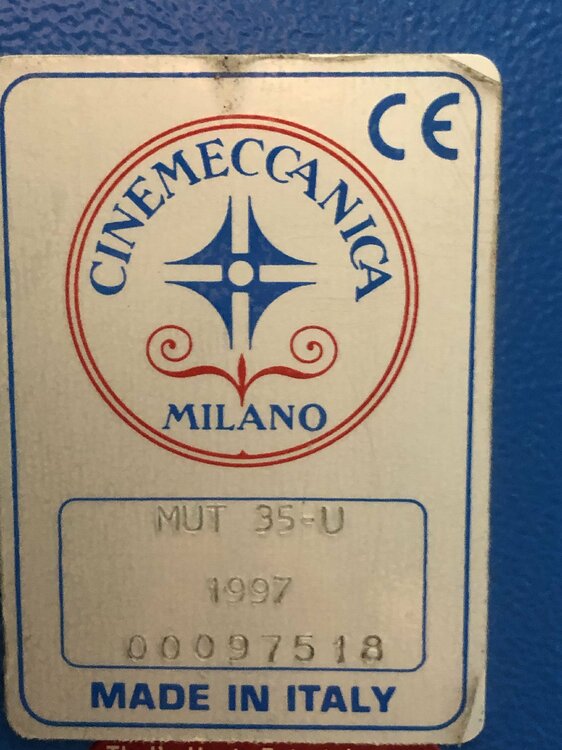 CE
CINEMECCANICA
MILANO
MUT 35-U
1997
00097518
MADE IN ITALY